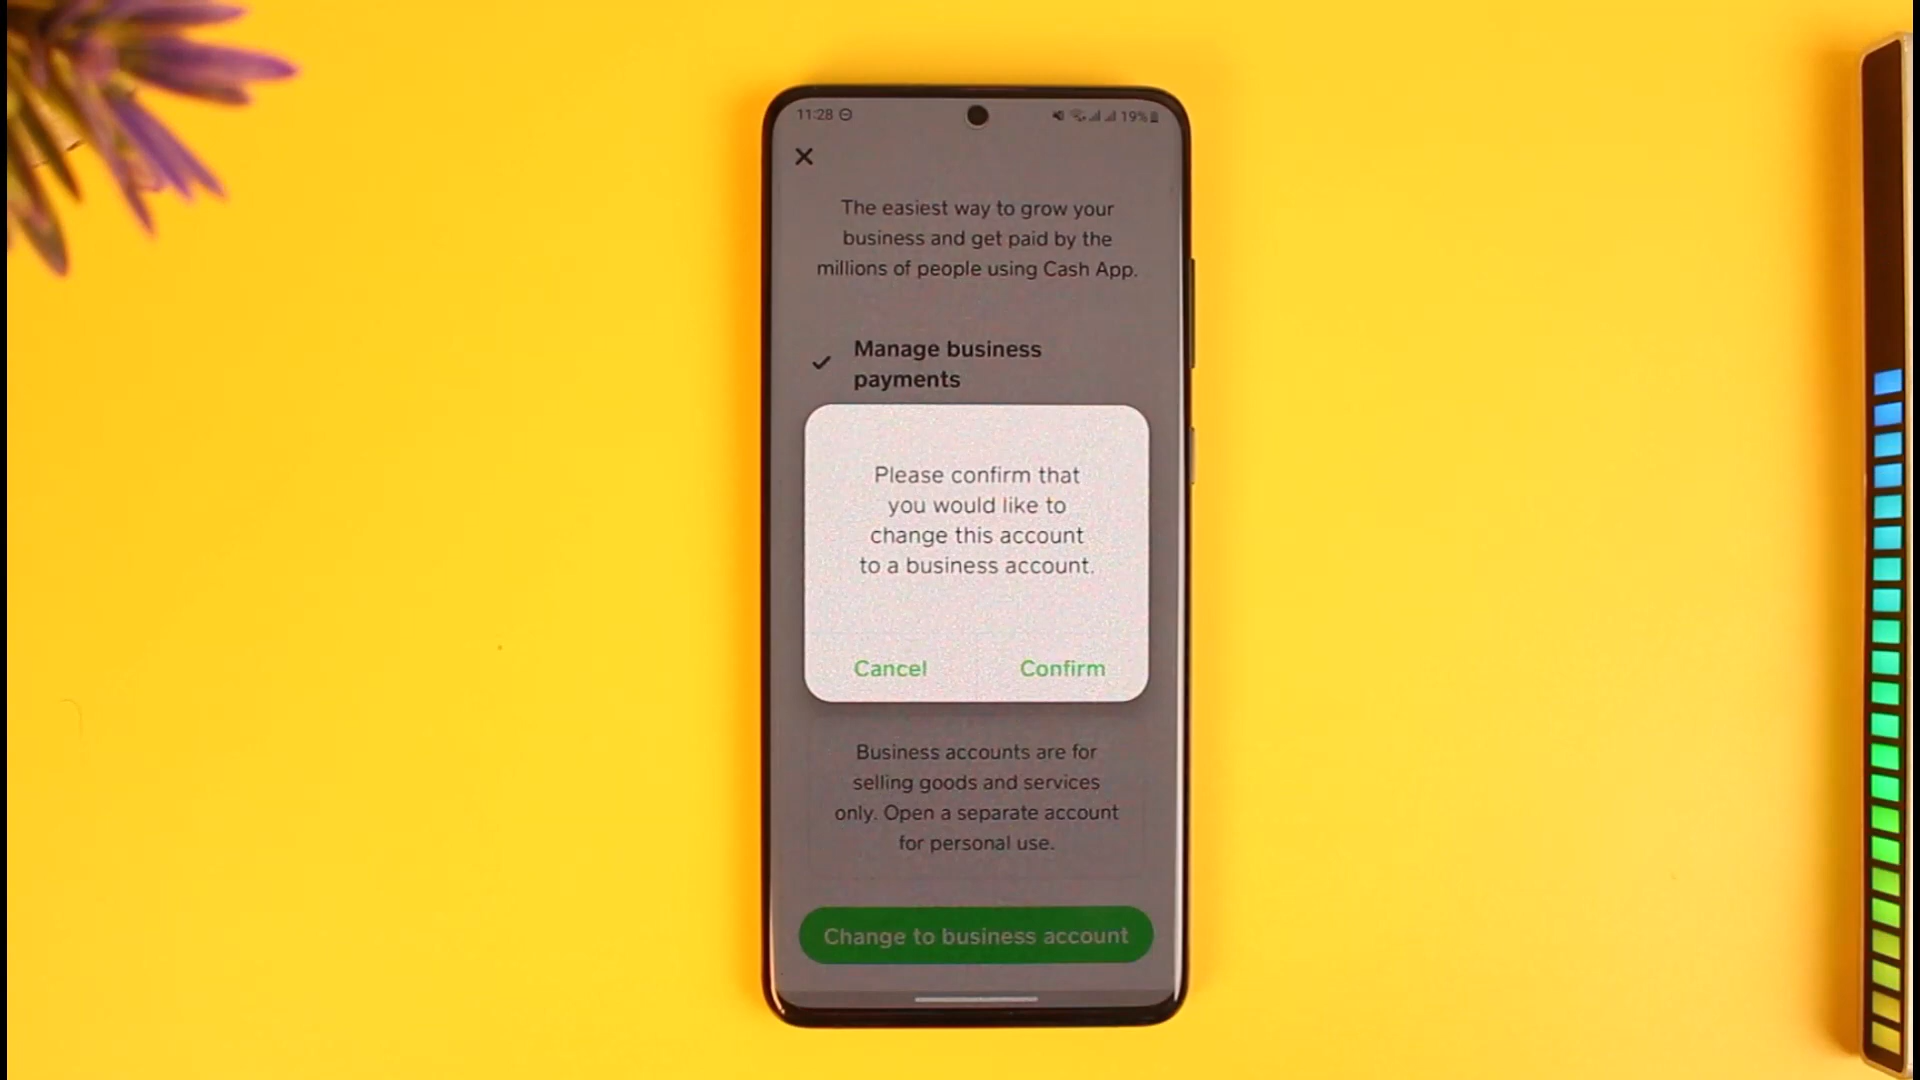 11:28
19%
The easiest way to grow your
business and get paid by the
millions of people using Cash App.
Manage business
payments
Please confirm that
you would like to
change this account
to a business account.
Cancel Confirm
Business accounts are for
selling goods and services
only. Open a separate account
for personal use.
Change to business account